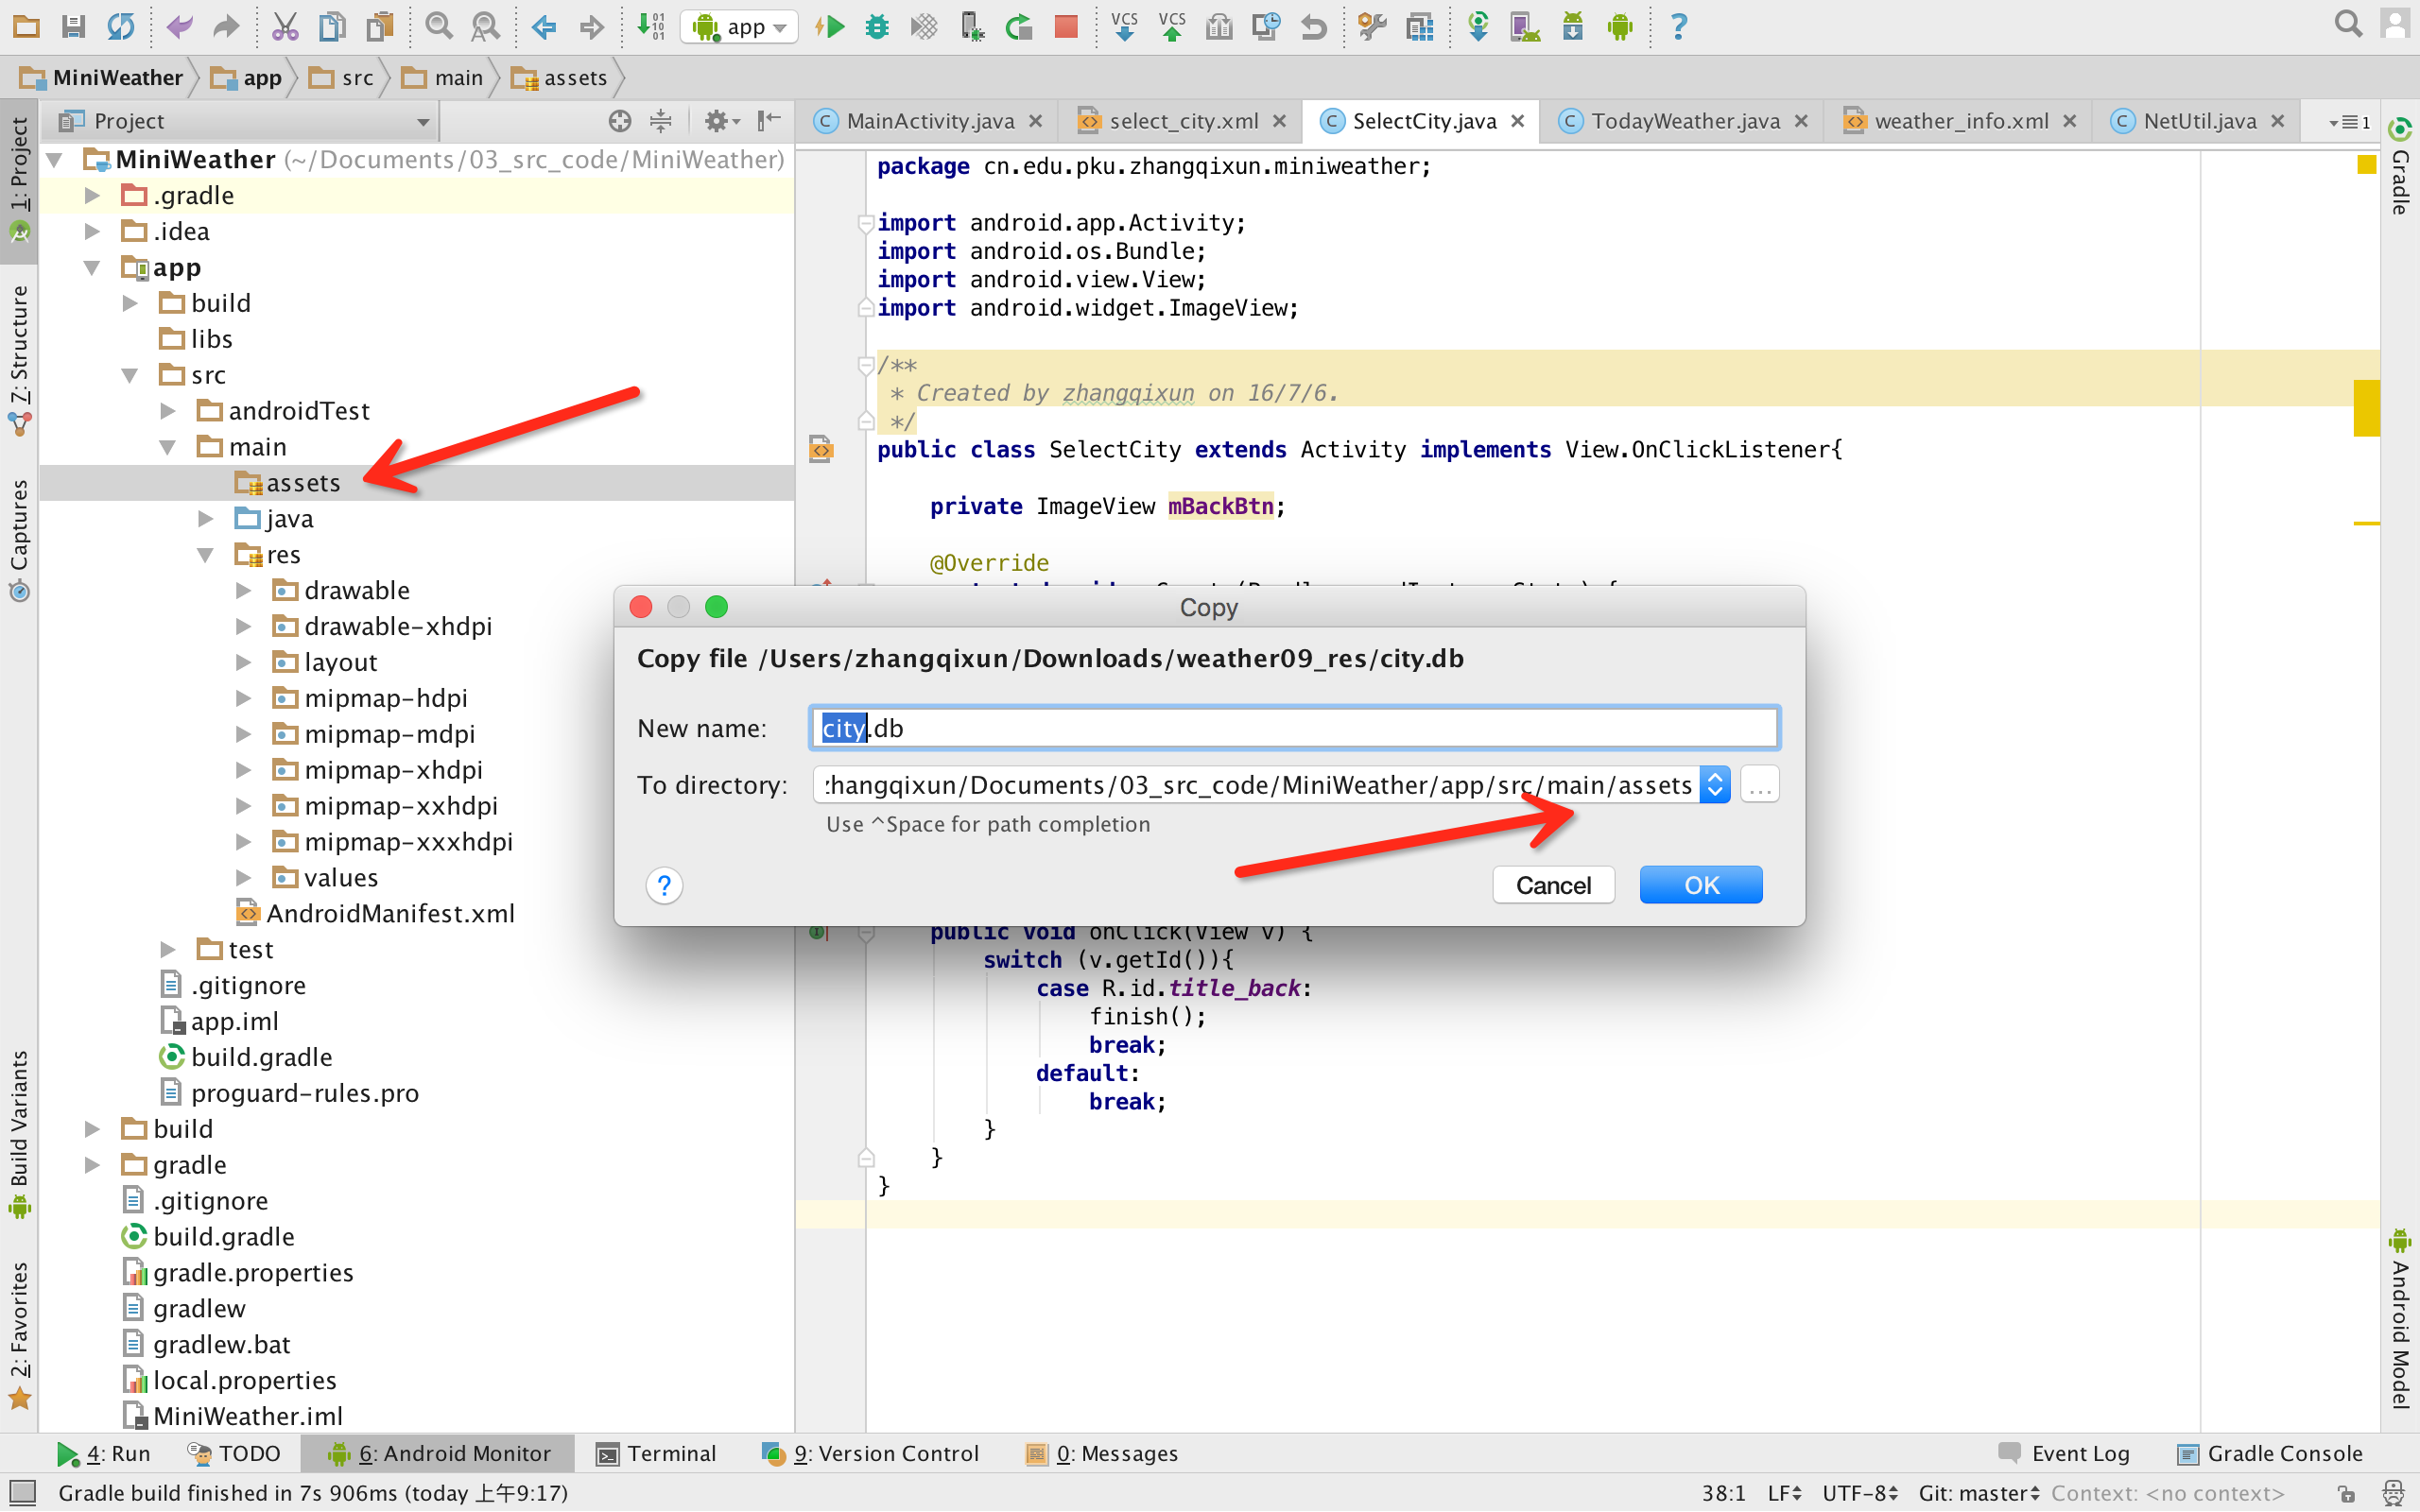 app
VCS
VCS
MiniWeather
app
src
main
assets
Project
MainActivity.java
select_city.xml
SelectCity.java
TodayWeather.java
weather_info.xml
NetUtil.java
1
1: Project
Z: Structure
Captures
Build Variants
2: Favorites
MiniWeather (~/Documents/03_src_code/MiniWeather)
.gradle
.idea
app
build
libs
src
androidTest
main
assets
java
res
drawable
drawable-xhdpi
layout
mipmap-hdpi
mipmap-mdpi
mipmap-xhdpi
mipmap-xxhdpi
mipmap-xxxhdpi
values
AndroidManifest.xml
test
.gitignore
app.iml
build.gradle
proguard-rules.pro
build
gradle
.gitignore
build.gradle
gradle.properties
gradlew
gradlew.bat
local.properties
MiniWeather.iml
package cn.edu.pku.zhangqixun.miniweather;
import android.app.Activity;
import android.os.Bundle;
import android.view.View;
import android.widget.ImageView;
/**
* Created by zhangqixun on 16/7/6.
*/
public class SelectCity extends Activity implements View.OnClickListener{
private ImageView mBackBtn;
@Override
Copy
Copy file /Users/zhangqixun/Downloads/weather09_res/city.db
New name: city.db
To directory: zhangqixun/Documents/03_src_code/MiniWeather/app/src/main/assets
...
Use ^Space for path completion
?
Cancel
OK
public void onClick(View v) {
switch (v.getId()){
case R.id.title_back:
finish();
break;
default:
break;
}
}
}
Gradle
Android Model
4: Run
TODO
6: Android Monitor
Terminal
9: Version Control
0: Messages
Event Log
Gradle Console
Gradle build finished in 7s 906ms (today 上午9:17)
38:1
LF
UTF-8
Git: master
Context: <no context>